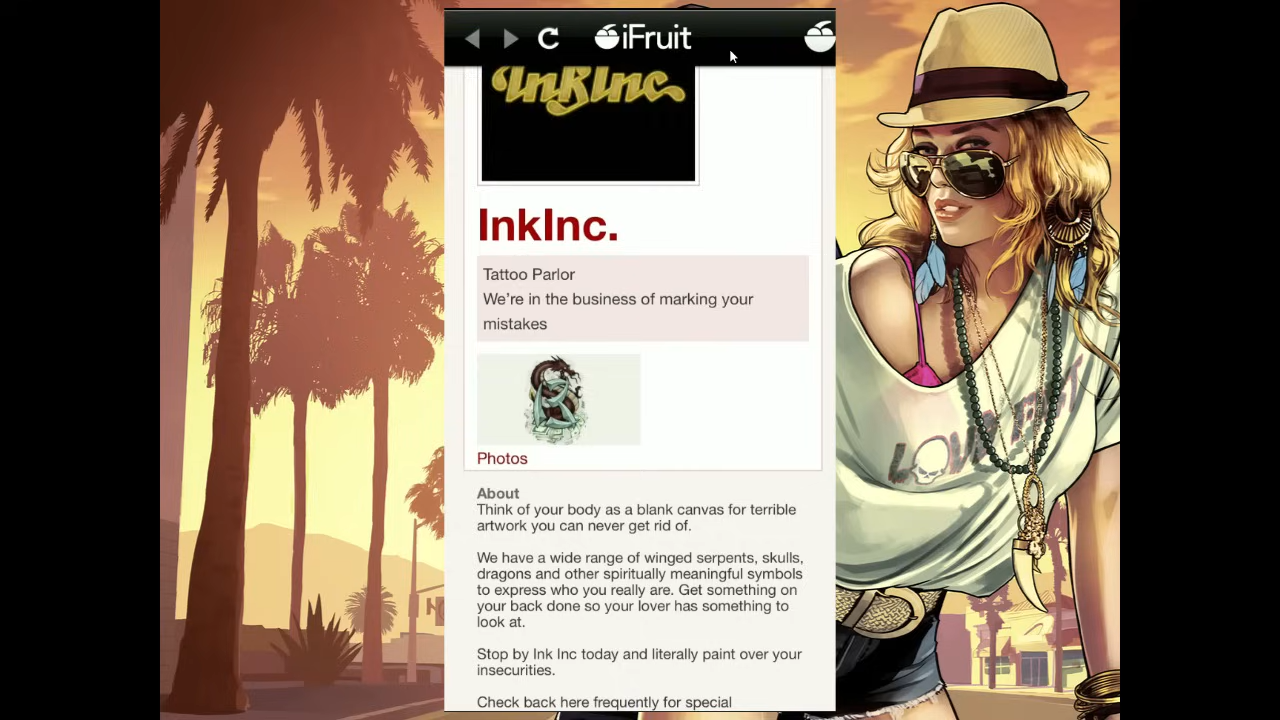 iFruit
InkInc.
InkInc.
Tattoo Parlor
We're in the business of marking your
mistakes
Photos
About
Think of your body as a blank canvas for terrible
artwork you can never get rid of.
We have a wide range of winged serpents, skulls,
dragons and other spiritually meaningful symbols
to express who you really are. Get something on
your back done so your lover has something to
look at.
Stop by Ink Inc today and literally paint over your
insecurities.
Check back here frequently for special